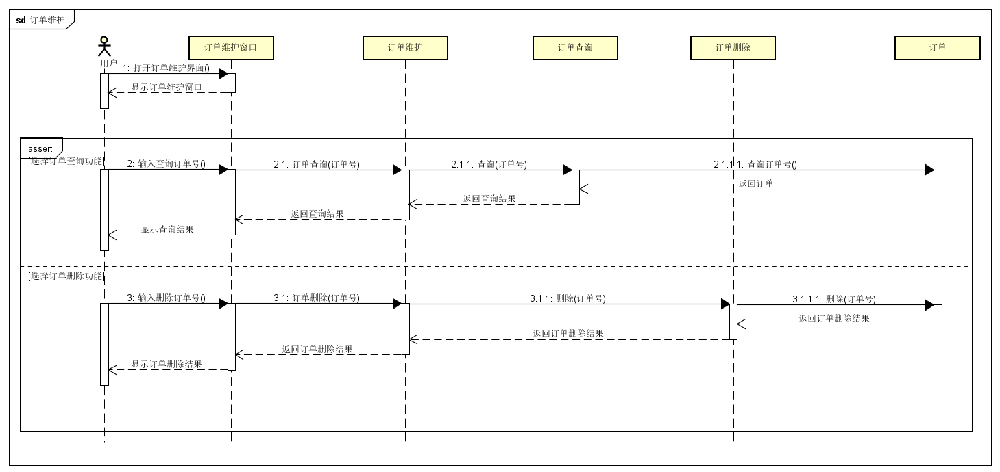 sd 订单维护
订单维护窗口
订单维护
订单查询
订单删除
订单
: 用户
1: 打开订单维护界面()
显示订单维护窗口
assert
[选择订单查询功能]
2: 输入查询订单号()
2.1: 订单查询(订单号)
2.1.1: 查询(订单号)
2.1.1.1: 查询订单号()
返回订单
返回查询结果
返回查询结果
显示查询结果
[选择订单删除功能]
3: 输入删除订单号()
3.1: 订单删除(订单号)
3.1.1: 删除(订单号)
3.1.1.1: 删除(订单号)
返回订单删除结果
返回订单删除结果
返回订单删除结果
显示订单删除结果